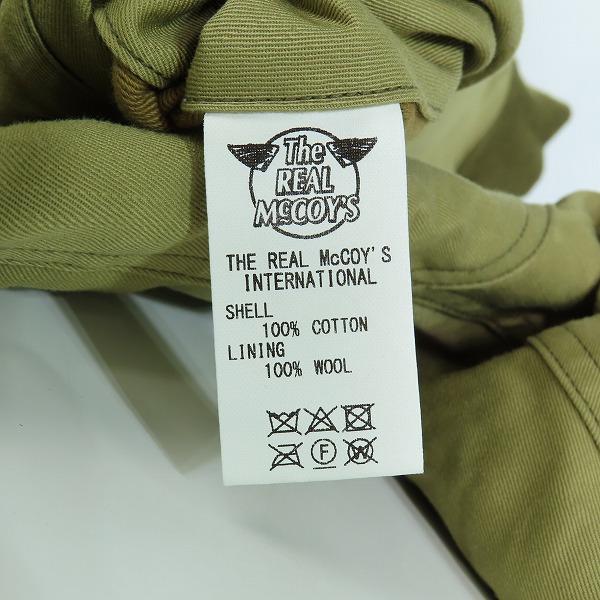 The
REAL
McCOY'S
THE REAL McCOY'S
INTERNATIONAL
SHELL
100% COTTON
LINING
100% WOOL
F W